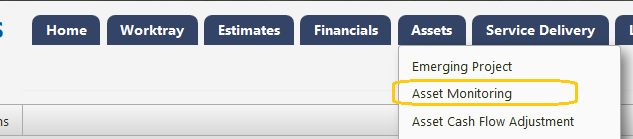 Home Worktray Estimates Financials Assets Service Delivery
Emerging Project
Asset Monitoring
Asset Cash Flow Adjustment